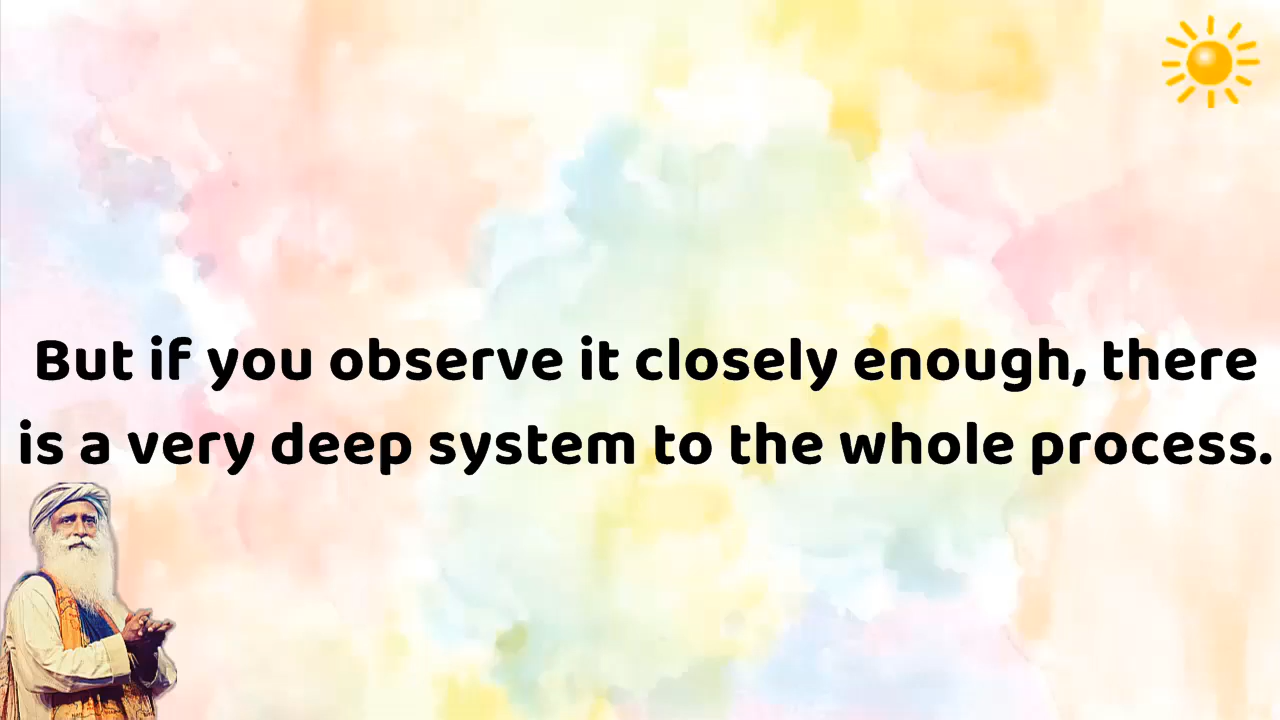 But if you observe it closely enough, there
is a very deep system to the whole process.